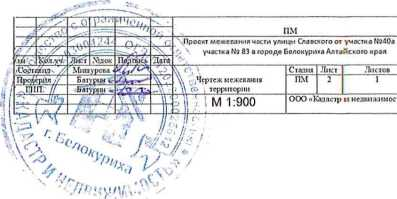 ПМ
Проект межевания части улицы Славского от участка №40а
участка № 83 в городе Белокуриха Алтайского края
Кол.уч. Лист №док Подпись Дата
Составил Мишурова
Проверил Батурин
ГИП Батурин
Чертеж межевания
территории
М 1:900
Стадия Лист Листов
ПМ 2 1
ООО «Кадастр и недвижимос
г. Белокуриха
КАДАСТР И НЕДВИЖИМОСТЬ